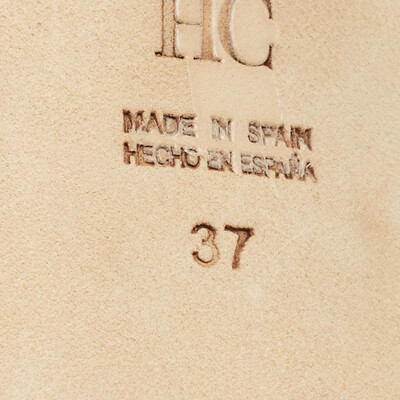 HC
MADE IN SPAIN
HECHO EN ESPAÑA
37